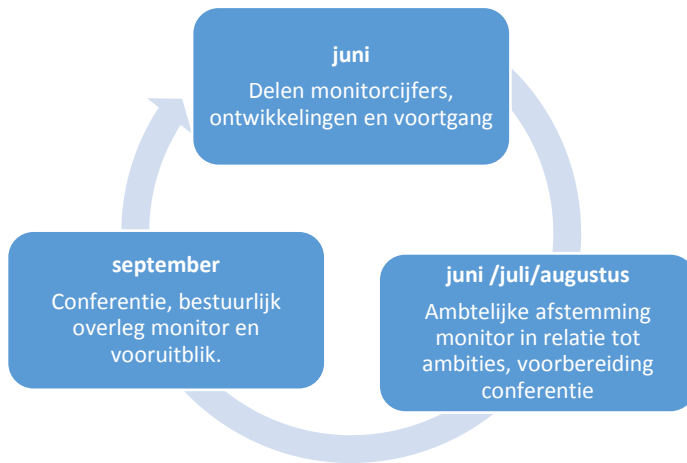 juni
Delen monitorcijfers,
ontwikkelingen en voortgang
juni /juli/augustus
Ambtelijke afstemming
monitor in relatie tot
ambities, voorbereiding
conferentie
september
Conferentie, bestuurlijk
overleg monitor en
vooruitblik.